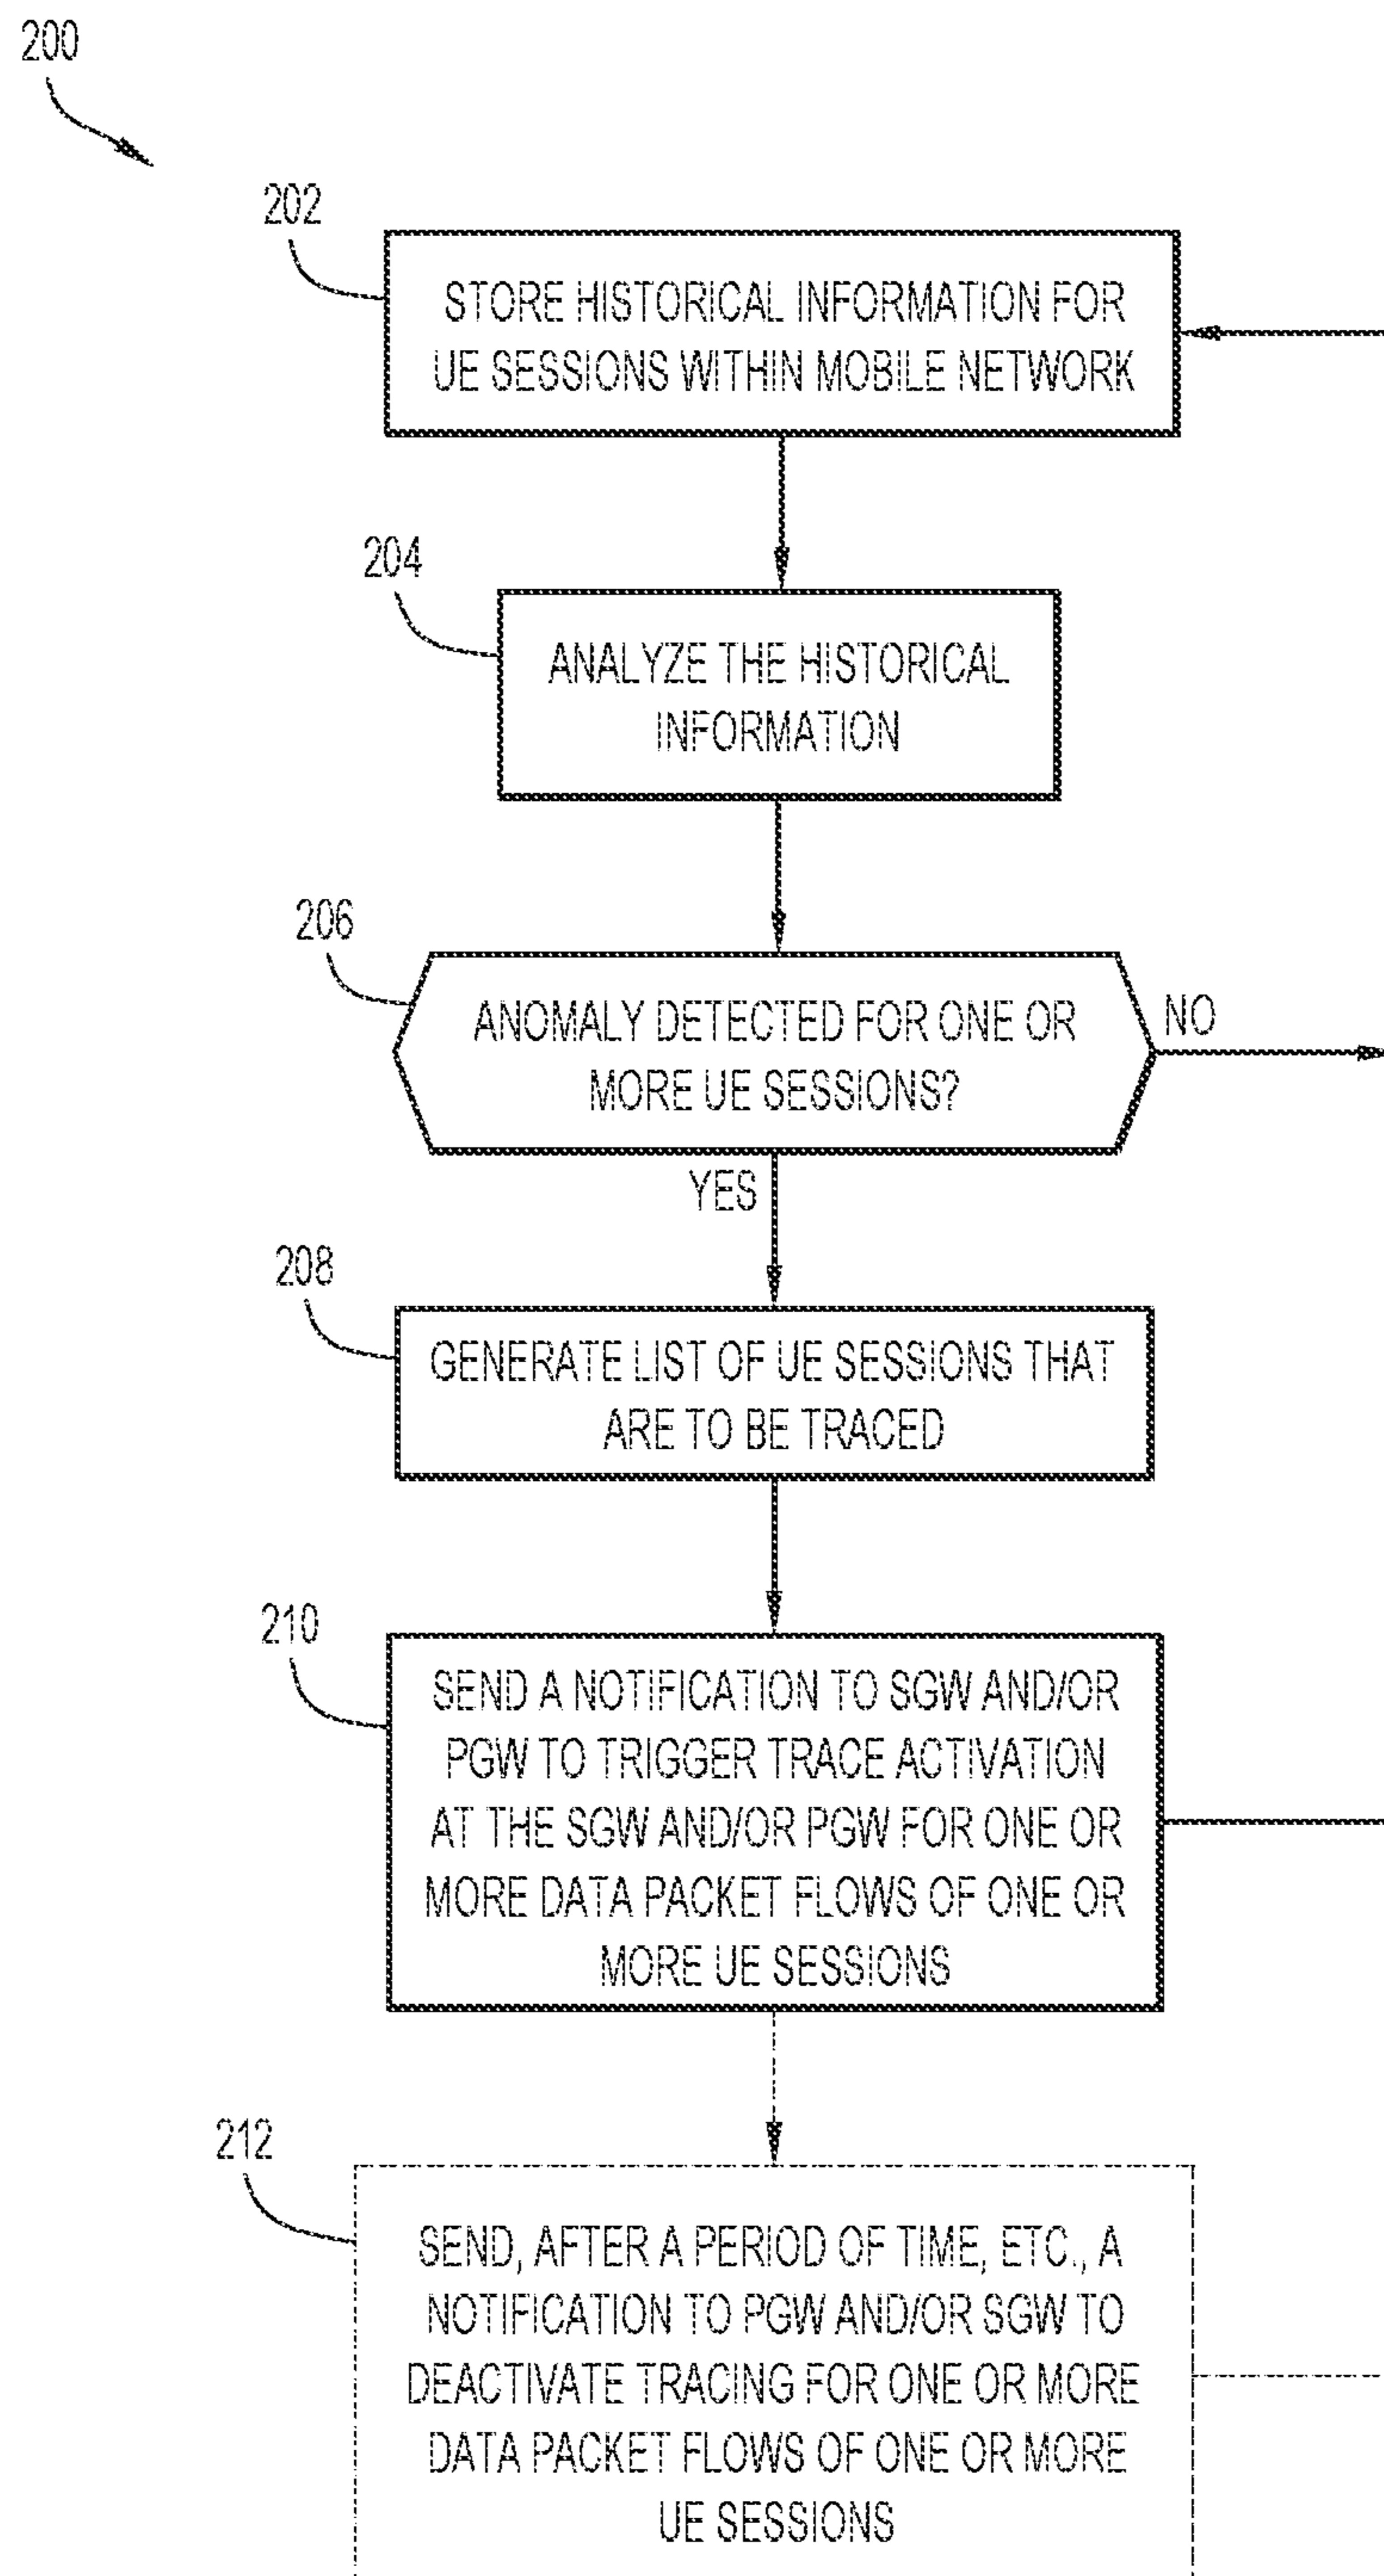 200
202
STORE HISTORICAL INFORMATION FOR
UE SESSIONS WITHIN MOBILE NETWORK
204
ANALYZE THE HISTORICAL
INFORMATION
206
ANOMALY DETECTED FOR ONE OR
MORE UE SESSIONS?
NO
YES
208
GENERATE LIST OF UE SESSIONS THAT
ARE TO BE TRACED
210
SEND A NOTIFICATION TO SGW AND/OR
PGW TO TRIGGER TRACE ACTIVATION
AT THE SGW AND/OR PGW FOR ONE OR
MORE DATA PACKET FLOWS OF ONE OR
MORE UE SESSIONS
212
SEND, AFTER A PERIOD OF TIME, ETC., A
NOTIFICATION TO PGW AND/OR SGW TO
DEACTIVATE TRACING FOR ONE OR MORE
DATA PACKET FLOWS OF ONE OR MORE
UE SESSIONS